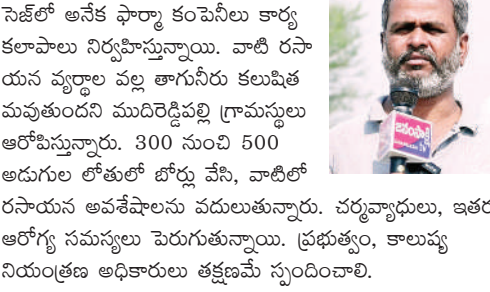 సెజ్‌లో అనేక ఫార్మా కంపెనీలు కార్య
కలాపాలు నిర్వహిస్తున్నాయి. వాటి రసా
యన వ్యర్థాల వల్ల తాగునీరు కలుషిత
మవుతుందని ముదిరెడ్డిపల్లి గ్రామస్థులు
ఆరోపిస్తున్నారు. 300 నుంచి 500
అడుగుల లోతులో బోర్లు వేసి, వాటిలో
రసాయన అవశేషాలను వదులుతున్నారు. చర్మవ్యాధులు, ఇతర
ఆరోగ్య సమస్యలు పెరుగుతున్నాయి. ప్రభుత్వం, కాలుష్య
నియంత్రణ అధికారులు తక్షణమే స్పందించాలి.
జనంసాక్షి